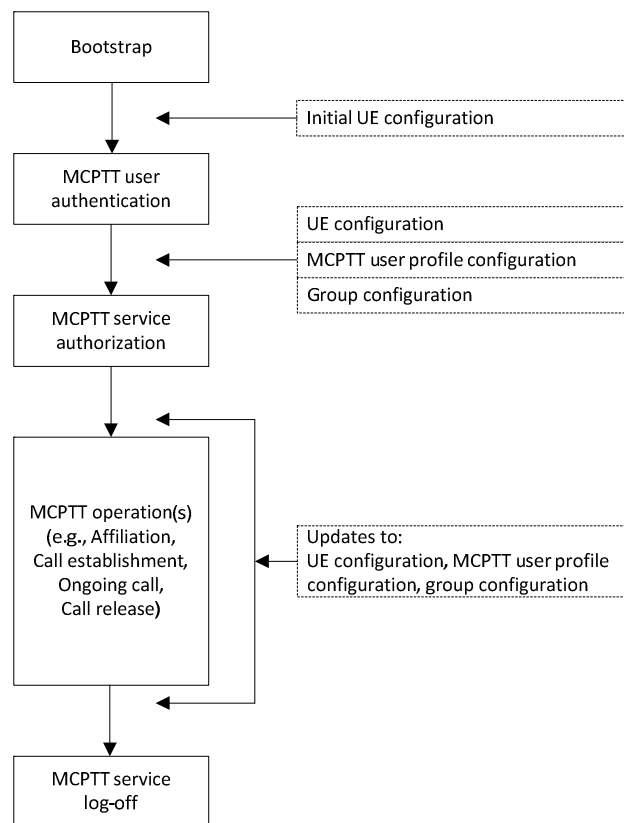 Bootstrap
Initial UE configuration
MCPTT user
authentication
UE configuration
MCPTT user profile configuration
Group configuration
MCPTT service
authorization
MCPTT operation(s)
(e.g., Affiliation,
Call establishment,
Ongoing call,
Call release)
Updates to:
UE configuration, MCPTT user profile
configuration, group configuration
MCPTT service
log-off